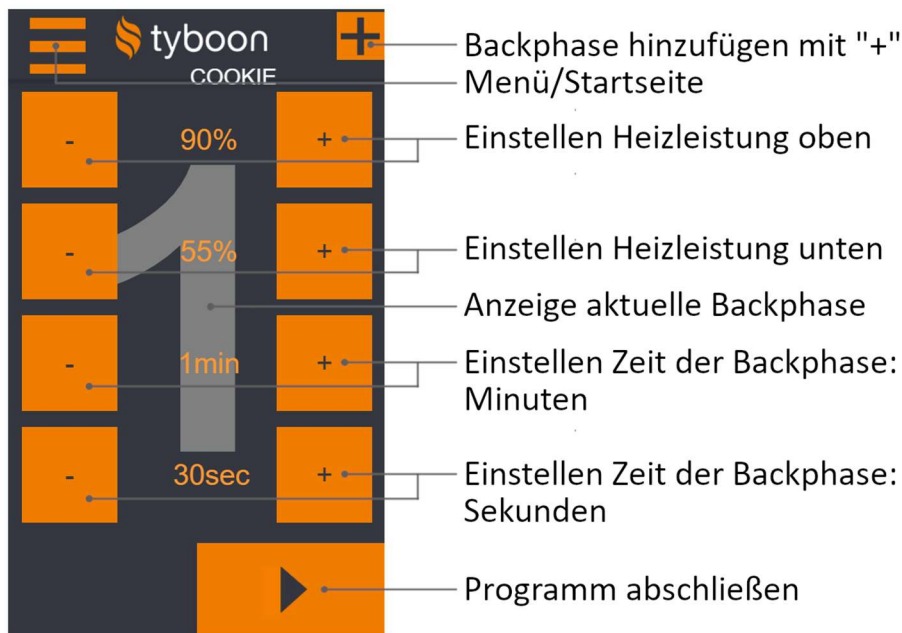 tyboon
+
COOKIE
- 90% +
- 55% +
1
- 1min +
- 30sec +
Backphase hinzufügen mit "+"
Menü/Startseite
Einstellen Heizleistung oben
Einstellen Heizleistung unten
Anzeige aktuelle Backphase
Einstellen Zeit der Backphase:
Minuten
Einstellen Zeit der Backphase:
Sekunden
Programm abschließen